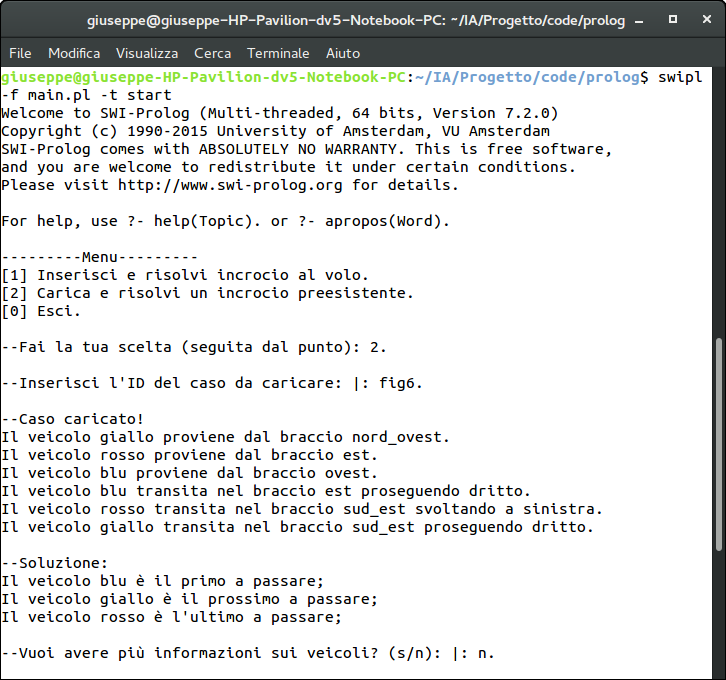 giuseppe@giuseppe-HP-Pavilion-dv5-Notebook-PC: ~/IA/Progetto/code/prolog
File Modifica Visualizza Cerca Terminale Aiuto
giuseppe@giuseppe-HP-Pavilion-dv5-Notebook-PC:~/IA/Progetto/code/prolog$ swipl
-f main.pl -t start
Welcome to SWI-Prolog (Multi-threaded, 64 bits, Version 7.2.0)
Copyright (c) 1990-2015 University of Amsterdam, VU Amsterdam
SWI-Prolog comes with ABSOLUTELY NO WARRANTY. This is free software,
and you are welcome to redistribute it under certain conditions.
Please visit http://www.swi-prolog.org for details.
For help, use ?- help(Topic). or ?- apropos(Word).
---------Menu---------
[1] Inserisci e risolvi incrocio al volo.
[2] Carica e risolvi un incrocio preesistente.
[0] Esci.
--Fai la tua scelta (seguita dal punto): 2.
--Inserisci l'ID del caso da caricare: |: fig6.
--Caso caricato!
Il veicolo giallo proviene dal braccio nord_ovest.
Il veicolo rosso proviene dal braccio est.
Il veicolo blu proviene dal braccio ovest.
Il veicolo blu transita nel braccio est proseguendo dritto.
Il veicolo rosso transita nel braccio sud_est svoltando a sinistra.
Il veicolo giallo transita nel braccio sud_est proseguendo dritto.
--Soluzione:
Il veicolo blu è il primo a passare;
Il veicolo giallo è il prossimo a passare;
Il veicolo rosso è l'ultimo a passare;
--Vuoi avere più informazioni sui veicoli? (s/n): |: n.